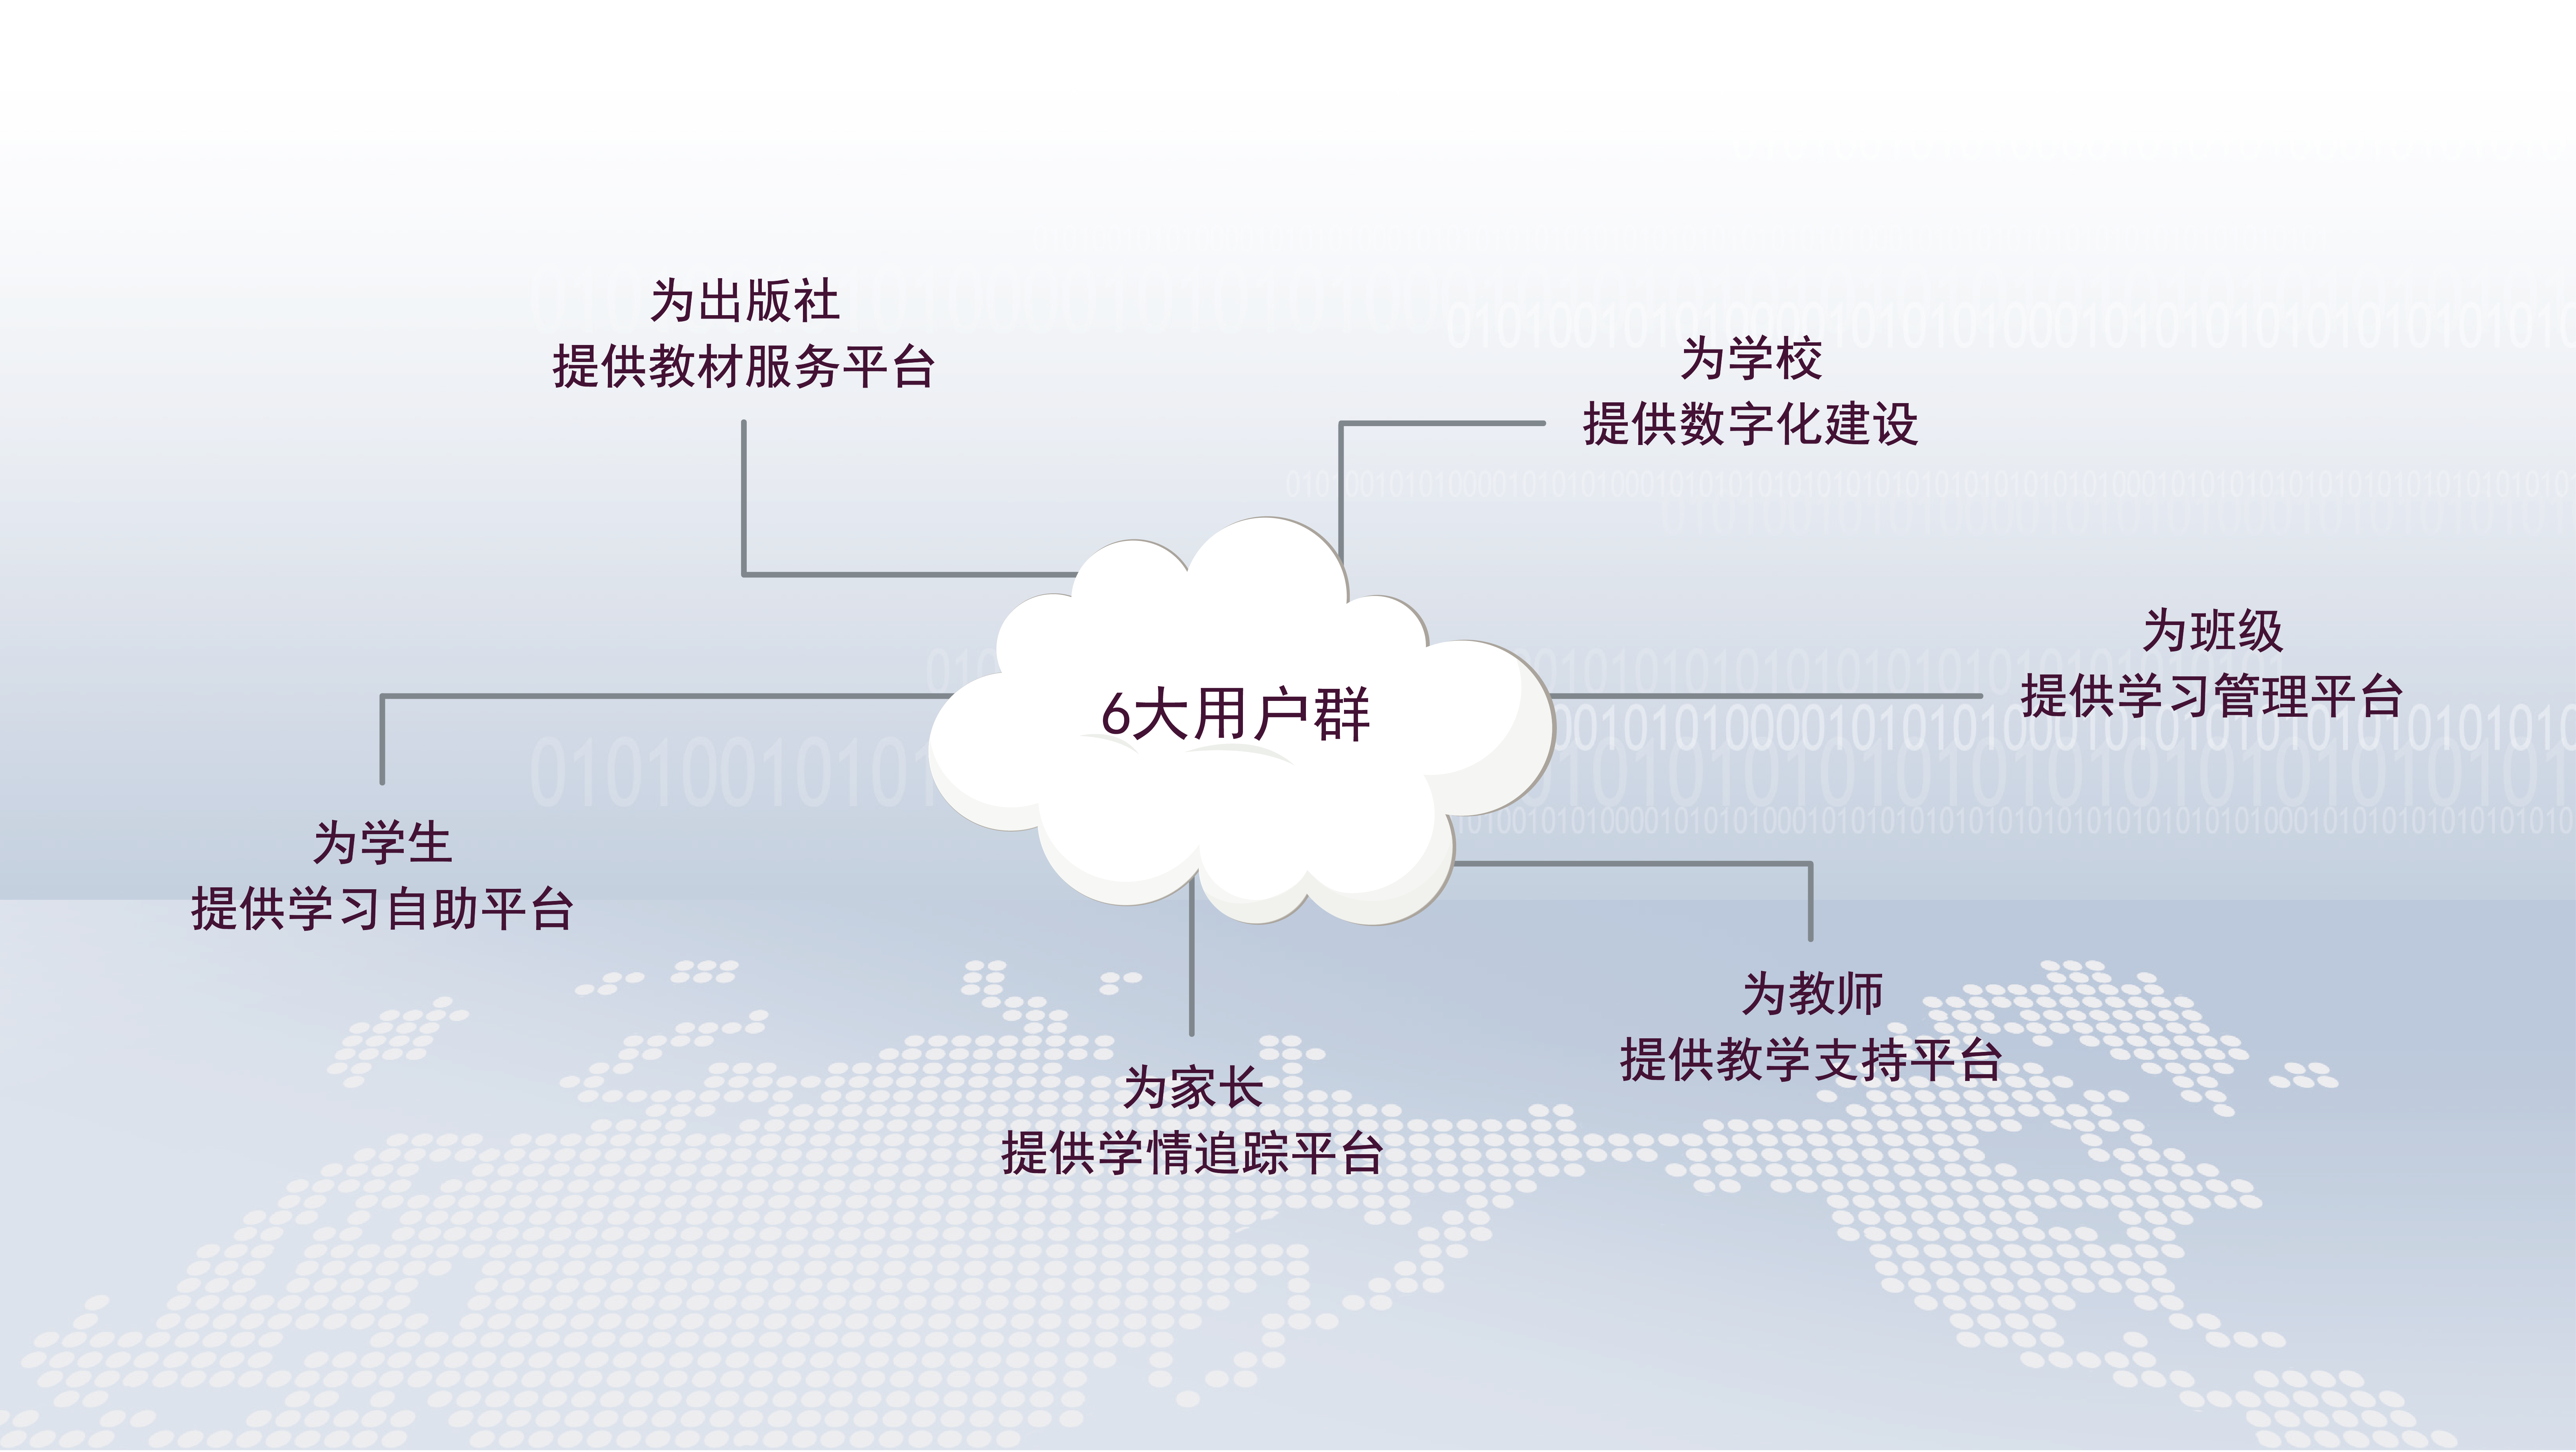 为出版社
提供教材服务平台
为学校
提供数字化建设
为班级
提供学习管理平台
6大用户群
为学生
提供学习自助平台
为教师
提供教学支持平台
为家长
提供学情追踪平台